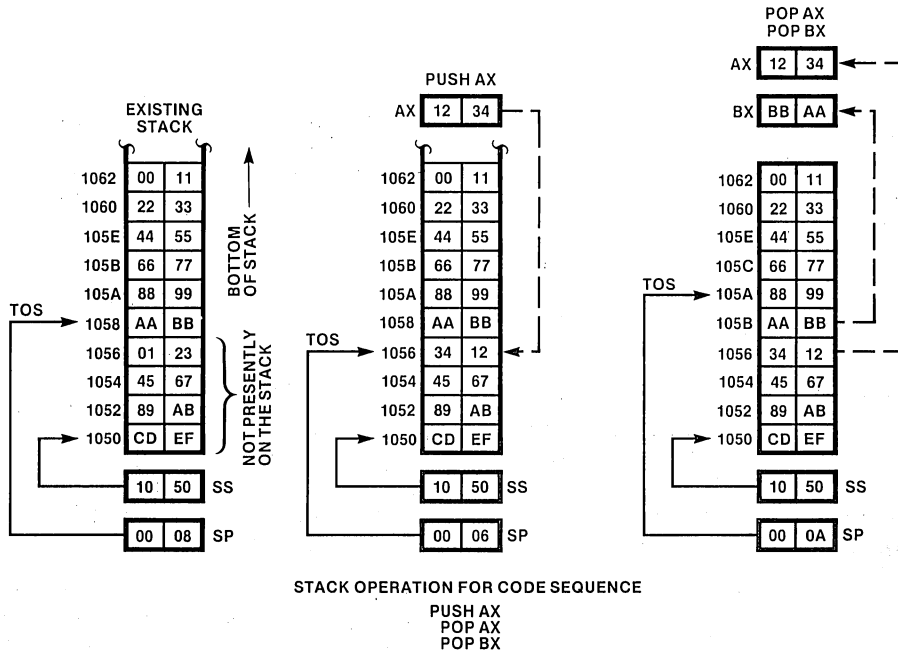 EXISTING
STACK
1062 00 11
1060 22 33
105E 44 55
105B 66 77
105A 88 99
TOS
1058 AA BB
1056 01 23
1054 45 67
1052 89 AB
1050 CD EF
BOTTOM
OF STACK
NOT PRESENTLY
ON THE STACK
10 50 SS
00 08 SP
PUSH AX
AX 12 34
1062 00 11
1060 22 33
105E 44 55
105B 66 77
105A 88 99
1058 AA BB
TOS
1056 34 12
1054 45 67
1052 89 AB
1050 CD EF
10 50 SS
00 06 SP
POP AX
POP BX
AX 12 34
BX BB AA
1062 00 11
1060 22 33
105E 44 55
105C 66 77
TOS
105A 88 99
105B AA BB
1056 34 12
1054 45 67
1052 89 AB
1050 CD EF
10 50 SS
00 0A SP
STACK OPERATION FOR CODE SEQUENCE
PUSH AX
POP AX
POP BX